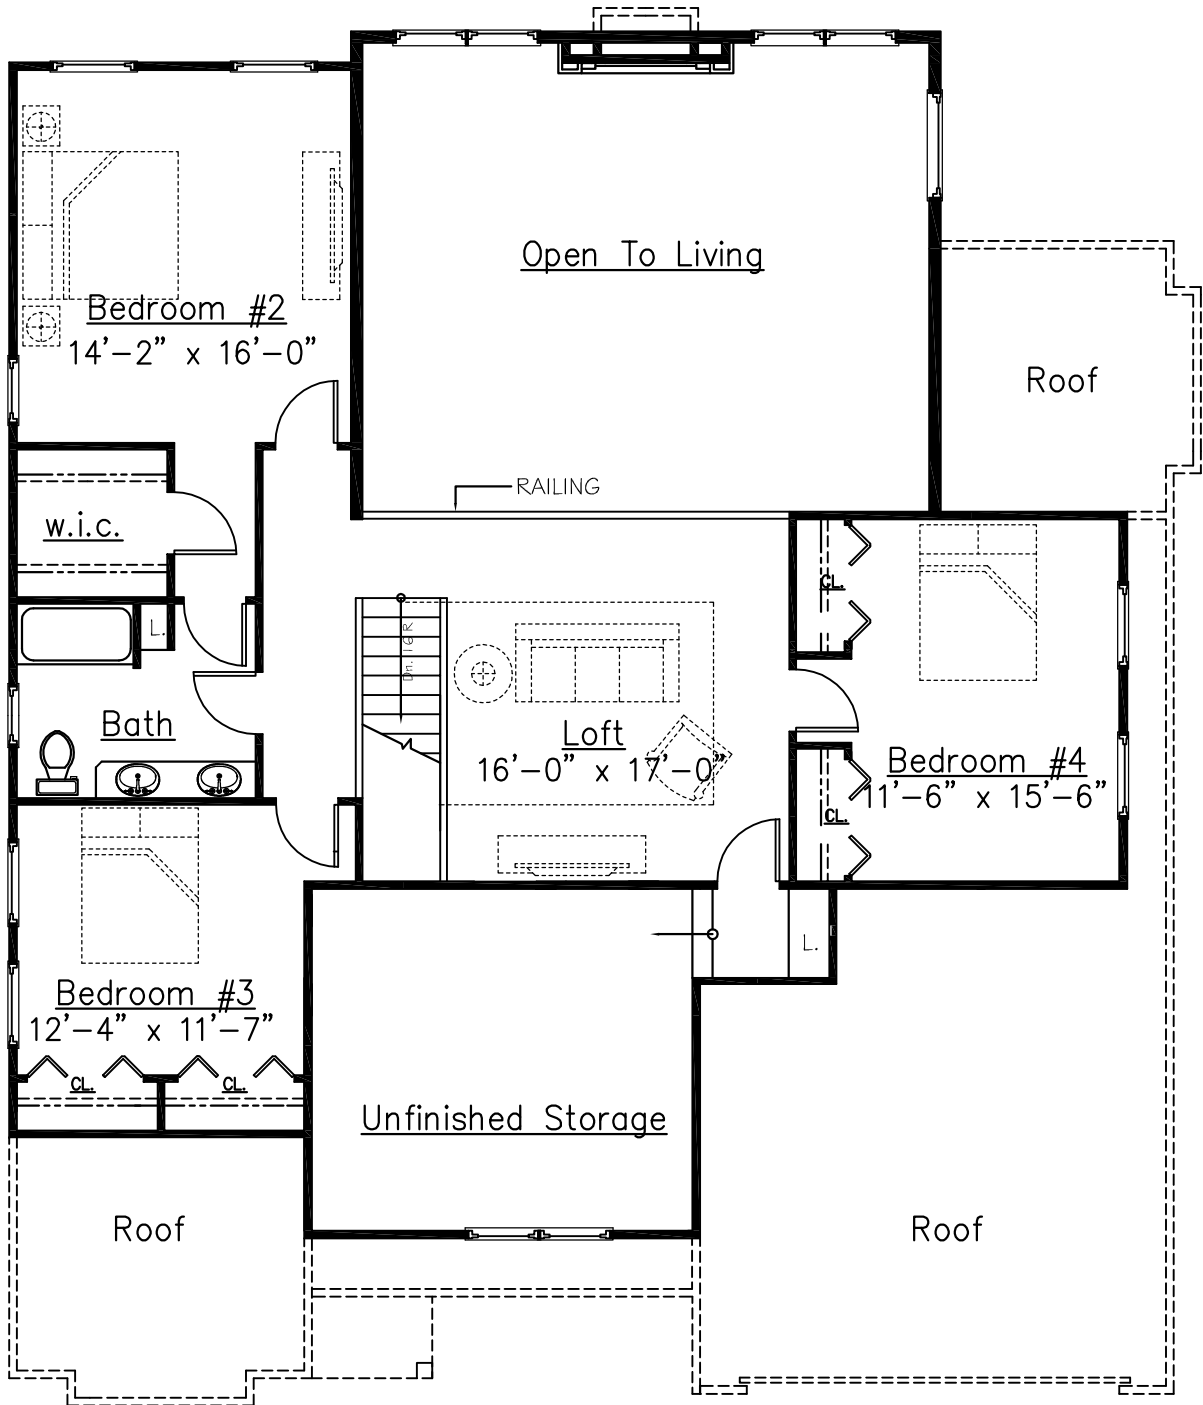 Open To Living
Bedroom #2
14'-2" x 16'-0"
Roof
RAILING
w.i.c.
CL.
L.
Dn. 16R
Bath
Loft
16'-0" x 17'-0"
Bedroom #4
11'-6" x 15'-6"
CL.
L.
Bedroom #3
12'-4" x 11'-7"
CL.
CL.
Unfinished Storage
Roof
Roof